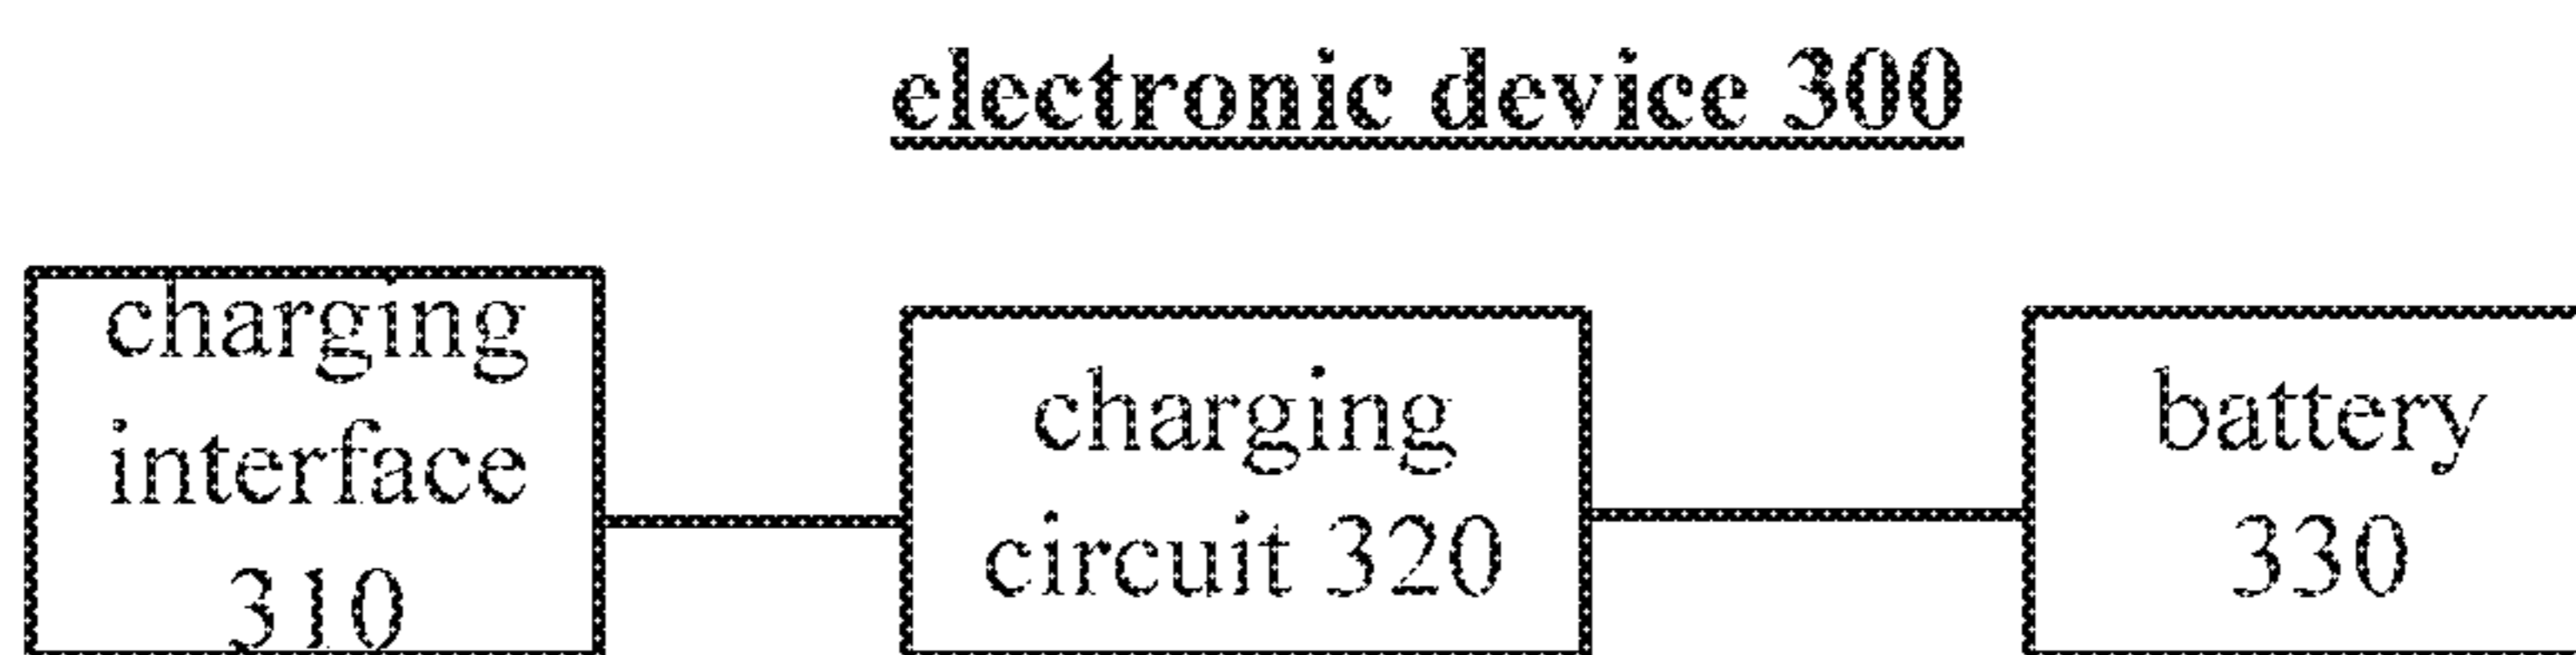 electronic device 300
charging
interface
310
charging
circuit 320
battery
330